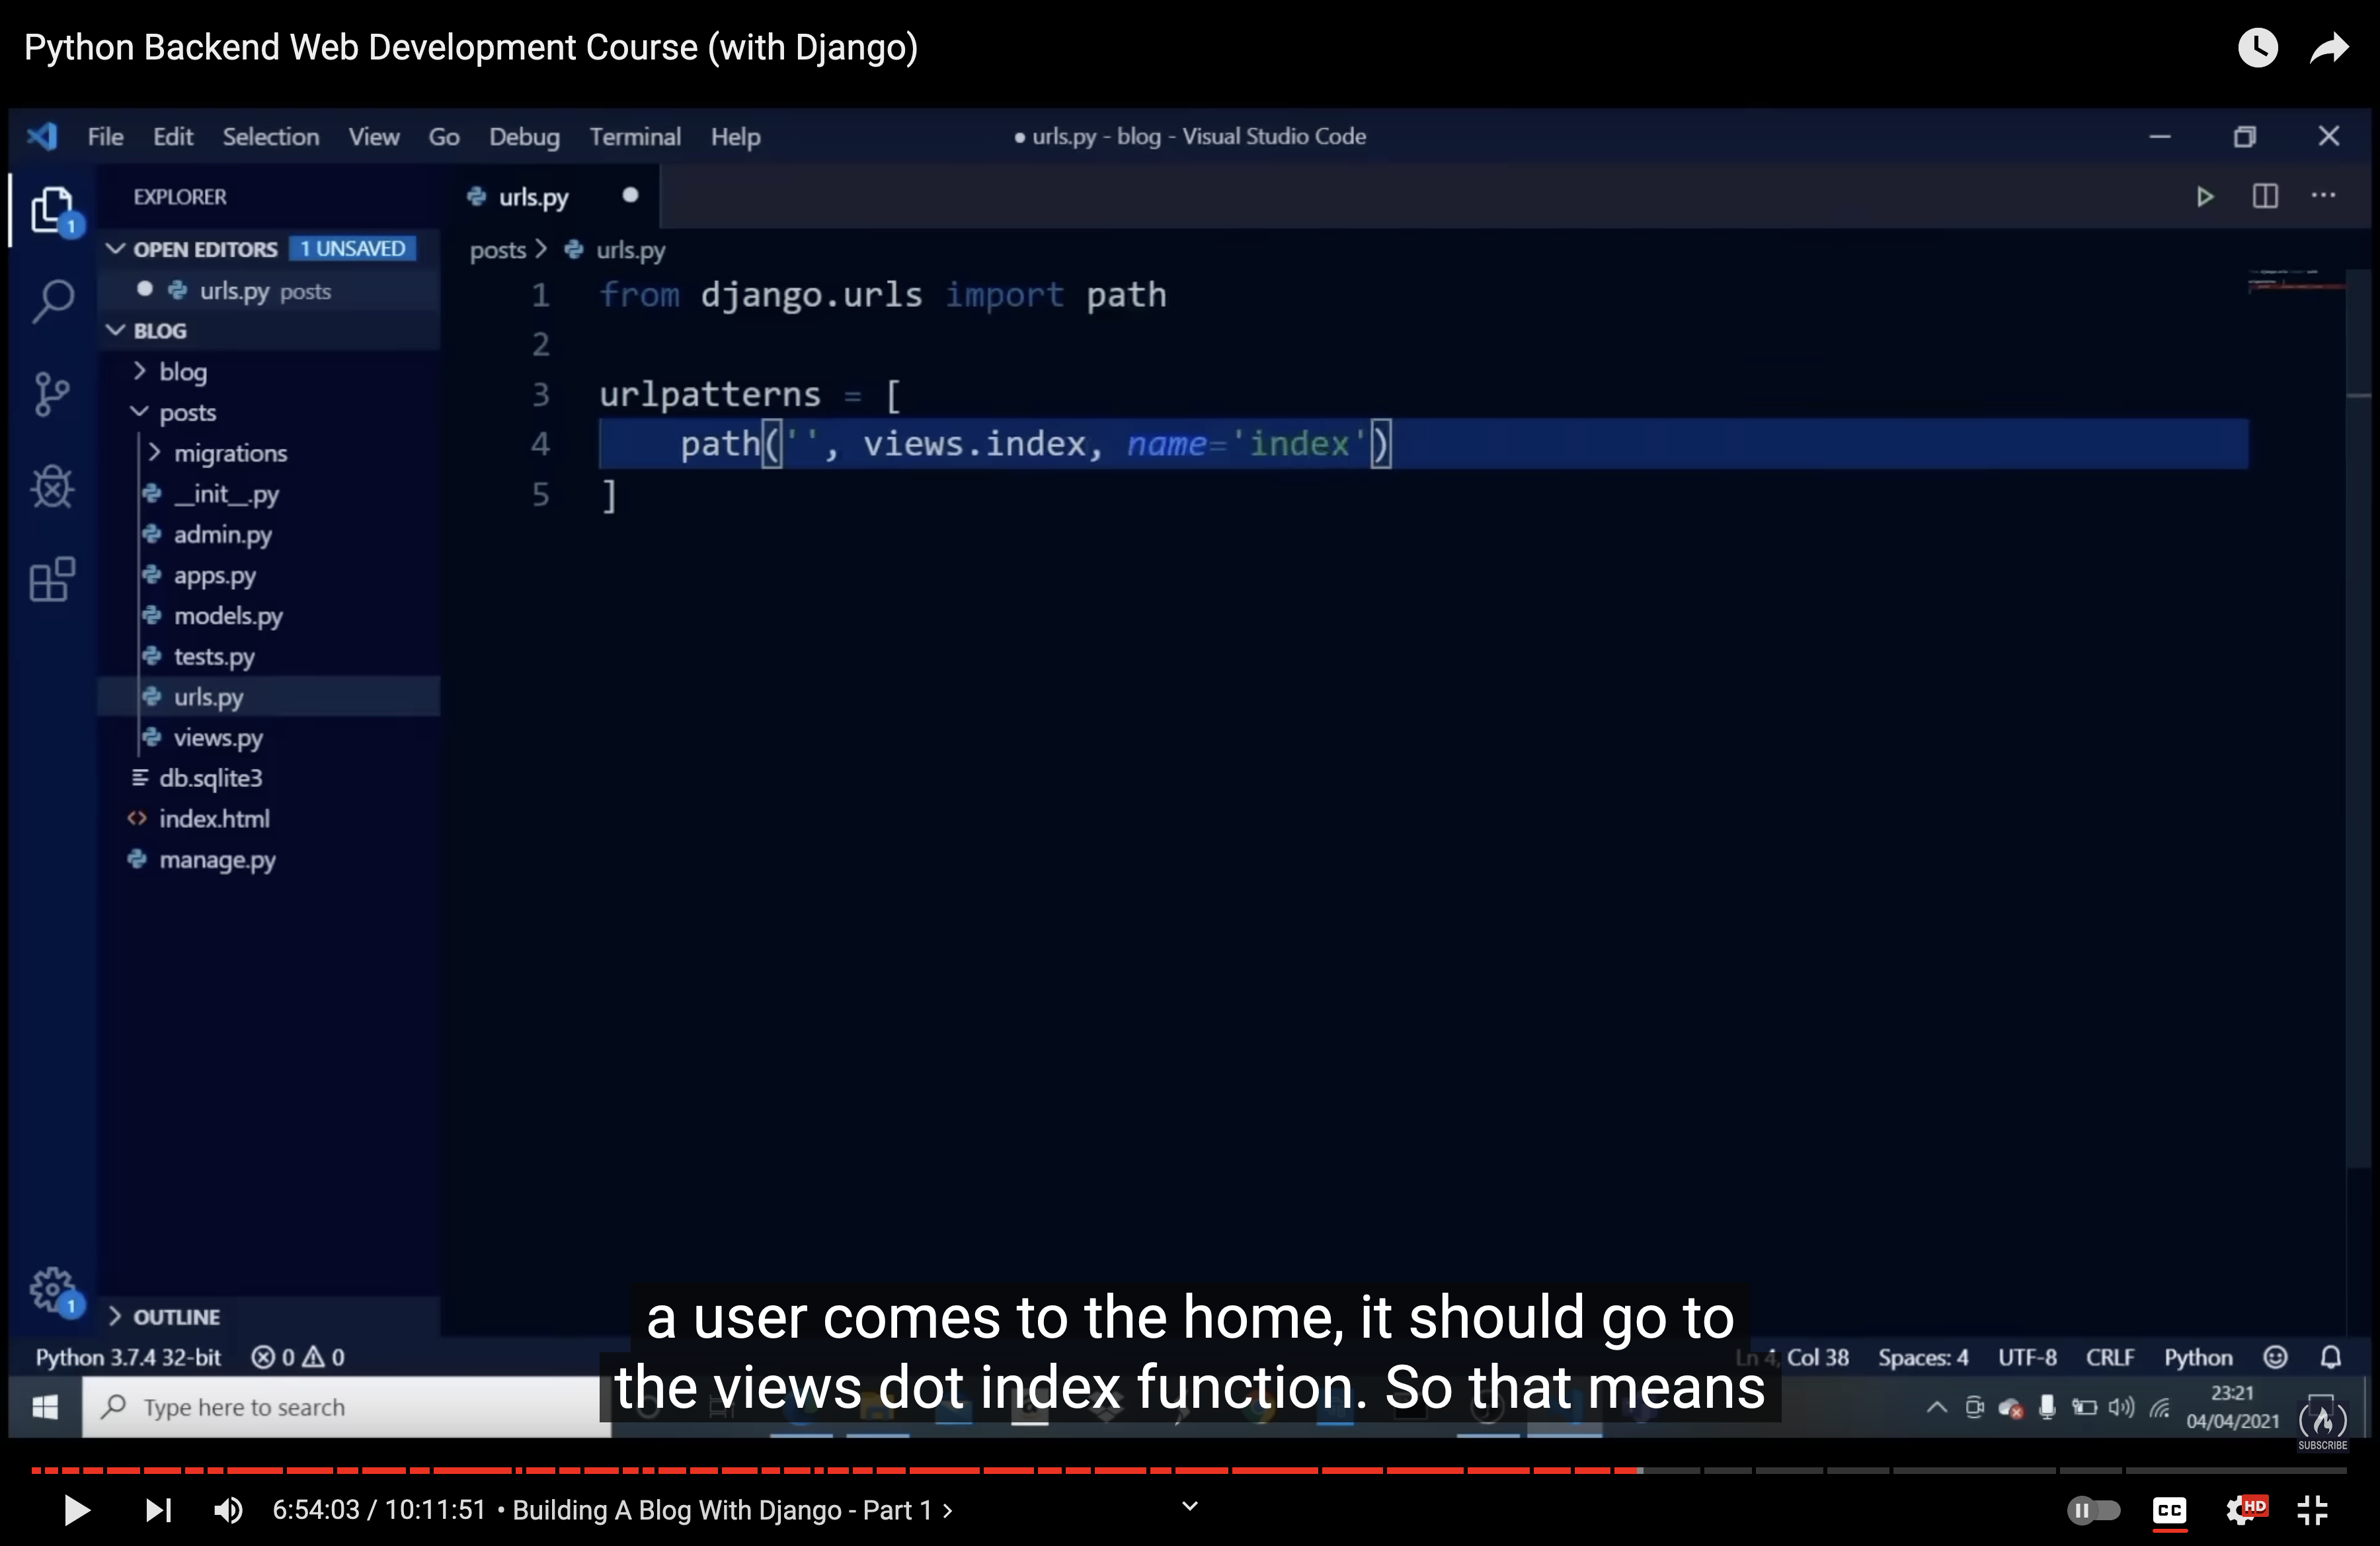 Python Backend Web Development Course (with Django)
File Edit Selection View Go Debug Terminal Help
● urls.py - blog - Visual Studio Code
EXPLORER
OPEN EDITORS 1 UNSAVED
urls.py posts
BLOG
blog
posts
migrations
__init__.py
admin.py
apps.py
models.py
tests.py
urls.py
views.py
db.sqlite3
index.html
manage.py
OUTLINE
1
1
urls.py
posts > urls.py
1 from django.urls import path
2
3 urlpatterns = [
4 path('', views.index, name='index')
5 ]
a user comes to the home, it should go to
the views dot index function. So that means
Python 3.7.4 32-bit 0 0
Ln 4, Col 38 Spaces: 4 UTF-8 CRLF Python
Type here to search
23:21
04/04/2021
SUBSCRIBE
6:54:03 / 10:11:51 • Building A Blog With Django - Part 1 >
CC HD